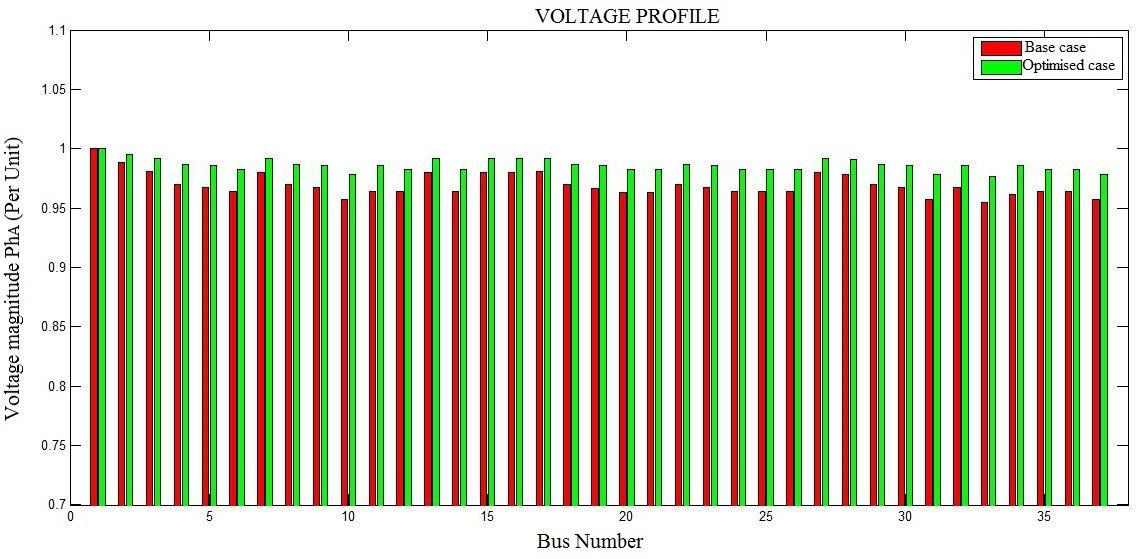 VOLTAGE PROFILE
Base case
Optimised case
Voltage magnitude PhA (Per Unit)
1.1
1.05
1
0.95
0.9
0.85
0.8
0.75
0.7
0 5 10 15 20 25 30 35
Bus Number